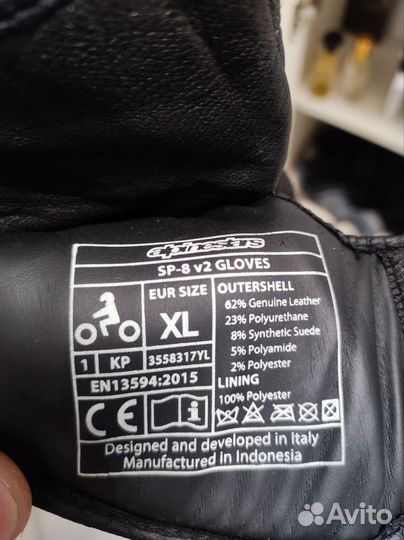 alpinestars
SP-8 v2 GLOVES
EUR SIZE
XL
1 KP 3558317YL
EN13594:2015
CE i
OUTERSHELL
62% Genuine Leather
23% Polyurethane
8% Synthetic Suede
5% Polyamide
2% Polyester
LINING
100% Polyester
Designed and developed in Italy
Manufactured in Indonesia
Avito